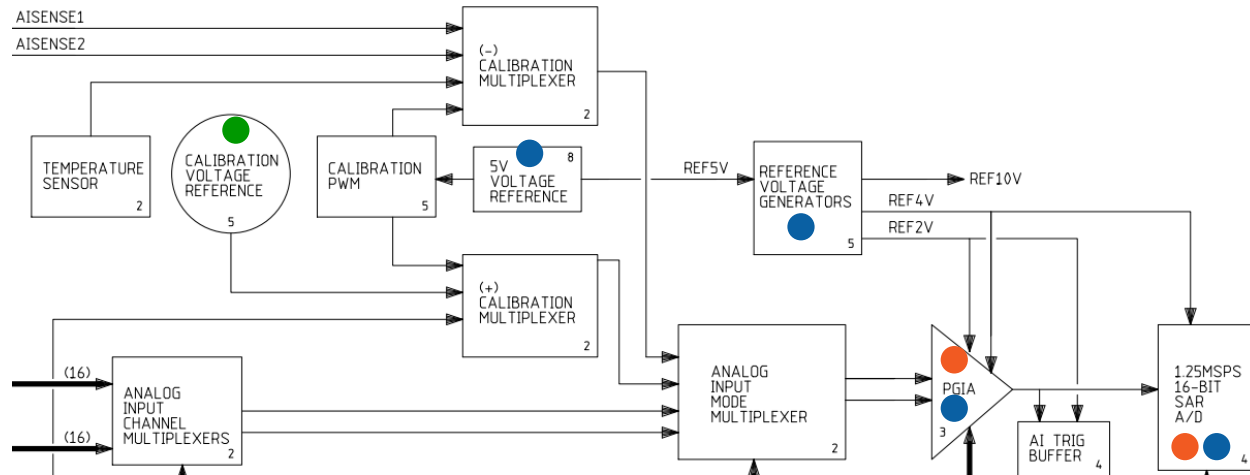 AISENSE1
AISENSE2
(-)
CALIBRATION
MULTIPLEXER
2
TEMPERATURE
SENSOR
2
CALIBRATION
VOLTAGE
REFERENCE
5
CALIBRATION
PWM
5
8
5V
VOLTAGE
REFERENCE
REF5V
REFERENCE
VOLTAGE
GENERATORS
5
REF10V
REF4V
REF2V
(+)
CALIBRATION
MULTIPLEXER
2
(16)
(16)
ANALOG
INPUT
CHANNEL
MULTIPLEXERS
2
ANALOG
INPUT
MODE
MULTIPLEXER
2
PGIA
3
AI TRIG
BUFFER
4
1.25MSPS
16-BIT
SAR
A/D
4